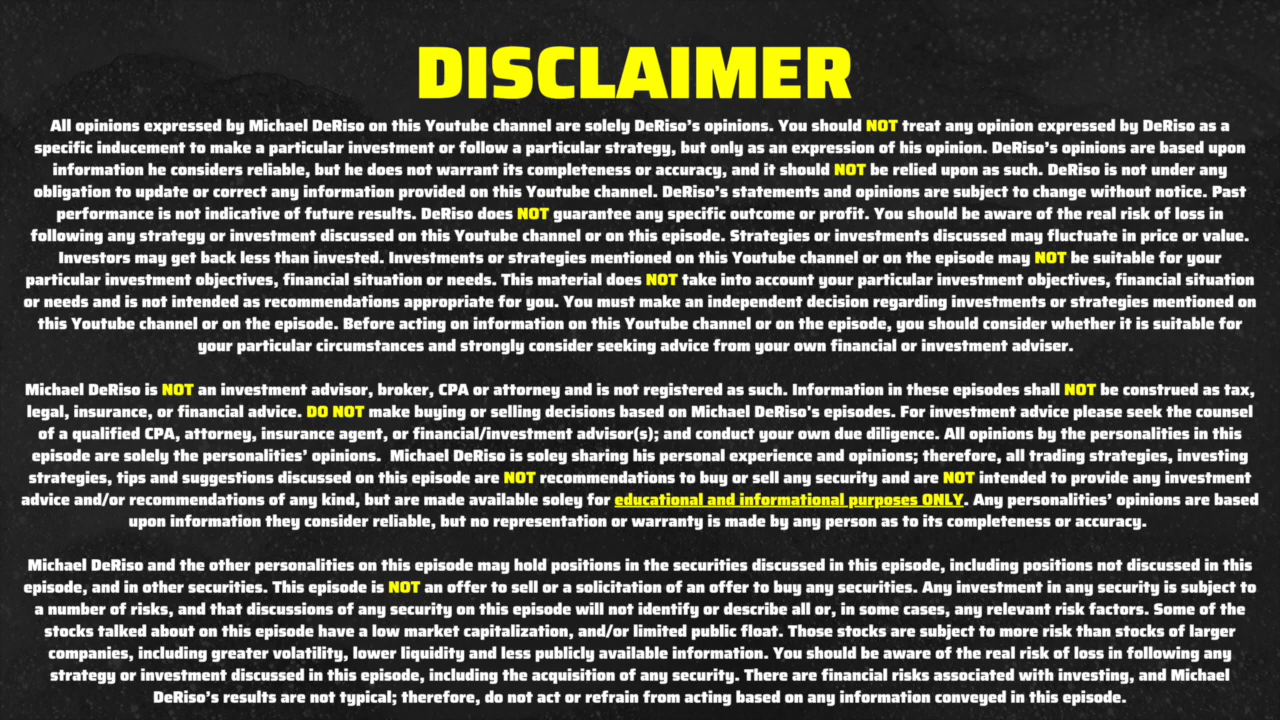 DISCLAIMER
All opinions expressed by Michael DeRiso on this Youtube channel are solely DeRiso's opinions. You should NOT treat any opinion expressed by DeRiso as a
specific inducement to make a particular investment or follow a particular strategy, but only as an expression of his opinion. DeRiso's opinions are based upon
information he considers reliable, but he does not warrant its completeness or accuracy, and it should NOT be relied upon as such. DeRiso is not under any
obligation to update or correct any information provided on this Youtube channel. DeRiso's statements and opinions are subject to change without notice. Past
performance is not indicative of future results. DeRiso does NOT guarantee any specific outcome or profit. You should be aware of the real risk of loss in
following any strategy or investment discussed on this Youtube channel or on this episode. Strategies or investments discussed may fluctuate in price or value.
Investors may get back less than invested. Investments or strategies mentioned on this Youtube channel or on the episode may NOT be suitable for your
particular investment objectives, financial situation or needs. This material does NOT take into account your particular investment objectives, financial situation
or needs and is not intended as recommendations appropriate for you. You must make an independent decision regarding investments or strategies mentioned on
this Youtube channel or on the episode. Before acting on information on this Youtube channel or on the episode, you should consider whether it is suitable for
your particular circumstances and strongly consider seeking advice from your own financial or investment adviser.
Michael DeRiso is NOT an investment advisor, broker, CPA or attorney and is not registered as such. Information in these episodes shall NOT be construed as tax,
legal, insurance, or financial advice. DO NOT make buying or selling decisions based on Michael DeRiso's episodes. For investment advice please seek the counsel
of a qualified CPA, attorney, insurance agent, or financial/investment advisor(s); and conduct your own due diligence. All opinions by the personalities in this
episode are solely the personalities' opinions.  Michael DeRiso is soley sharing his personal experience and opinions; therefore, all trading strategies, investing
strategies, tips and suggestions discussed on this episode are NOT recommendations to buy or sell any security and are NOT intended to provide any investment
advice and/or recommendations of any kind, but are made available soley for educational and informational purposes ONLY. Any personalities' opinions are based
upon information they consider reliable, but no representation or warranty is made by any person as to its completeness or accuracy.
Michael DeRiso and the other personalities on this episode may hold positions in the securities discussed in this episode, including positions not discussed in this
episode, and in other securities. This episode is NOT an offer to sell or a solicitation of an offer to buy any securities. Any investment in any security is subject to
a number of risks, and that discussions of any security on this episode will not identify or describe all or, in some cases, any relevant risk factors. Some of the
stocks talked about on this episode have a low market capitalization, and/or limited public float. Those stocks are subject to more risk than stocks of larger
companies, including greater volatility, lower liquidity and less publicly available information. You should be aware of the real risk of loss in following any
strategy or investment discussed in this episode, including the acquisition of any security. There are financial risks associated with investing, and Michael
DeRiso's results are not typical; therefore, do not act or refrain from acting based on any information conveyed in this episode.